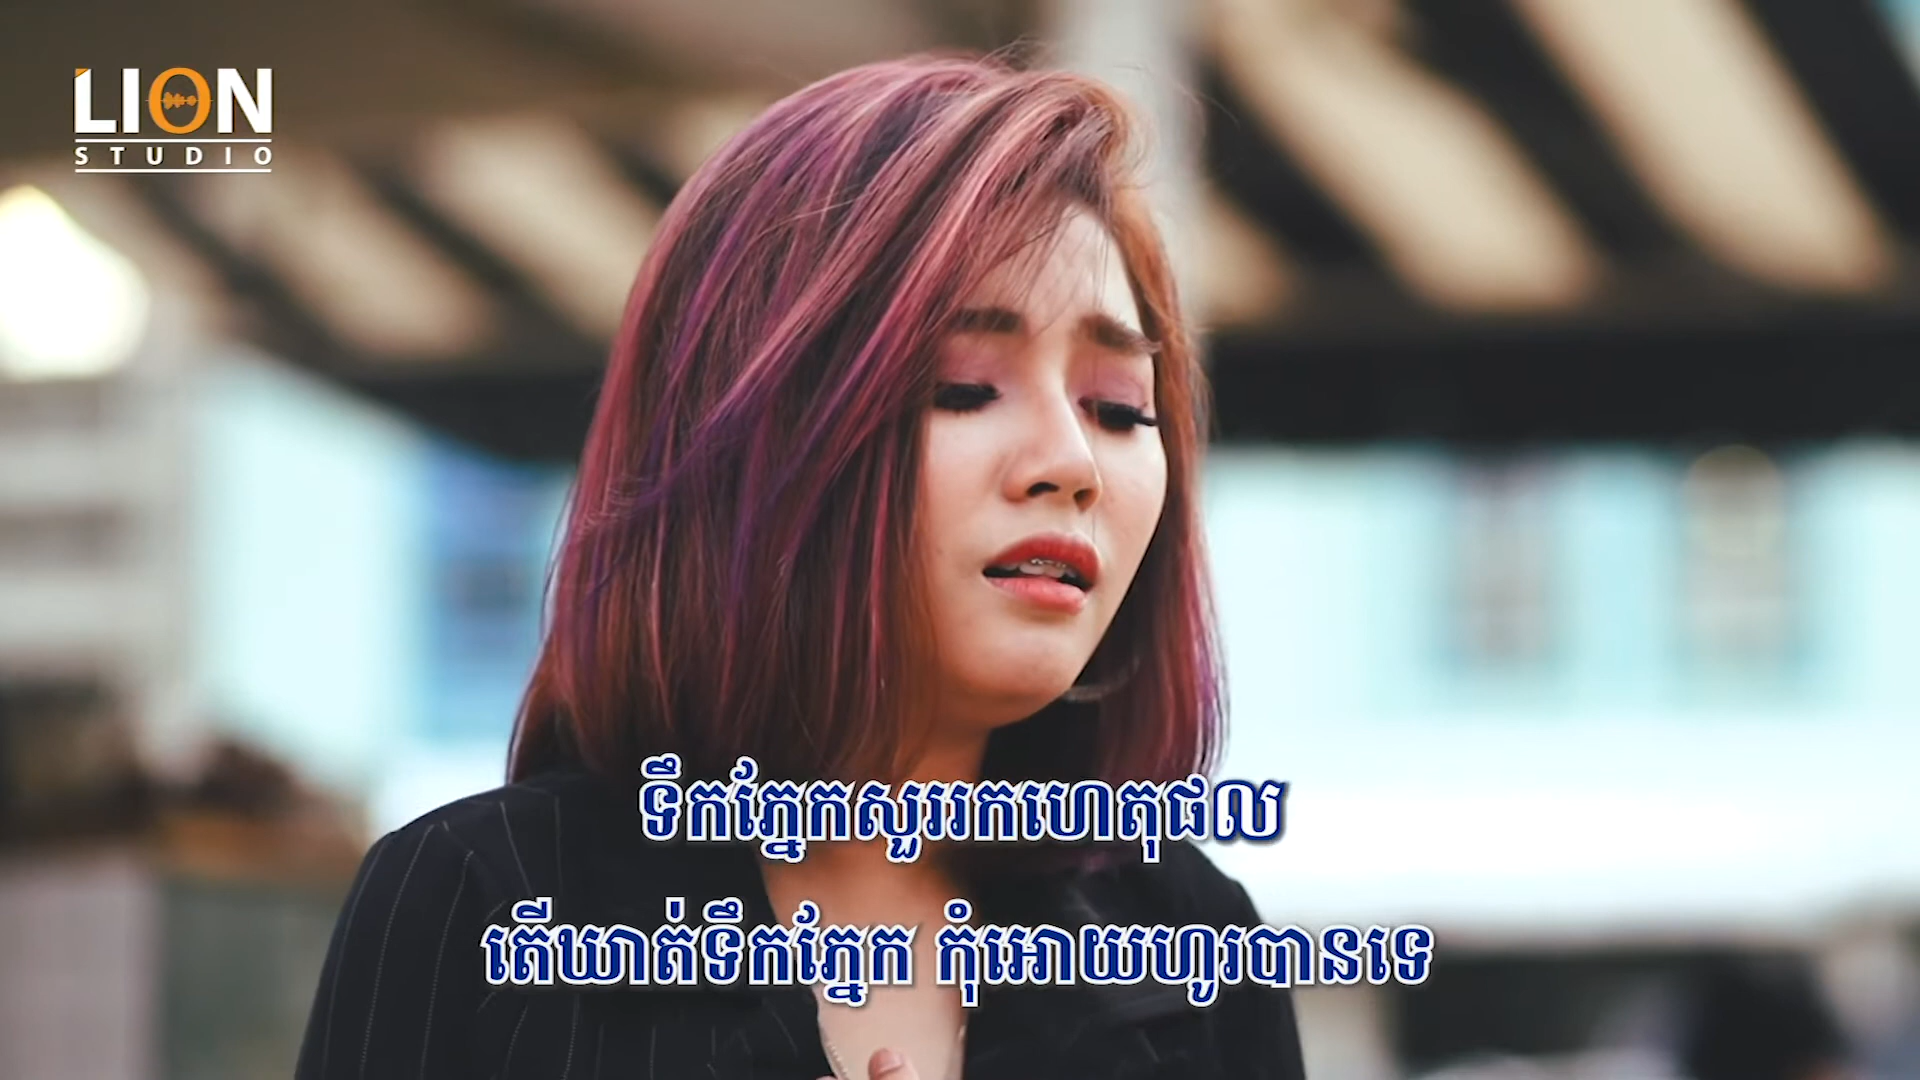 LION
STUDIO
ទឹកភ្នែកសួររកហេតុផល
តើឃាត់ទឹកភ្នែក កុំអោយហូរបានទេ